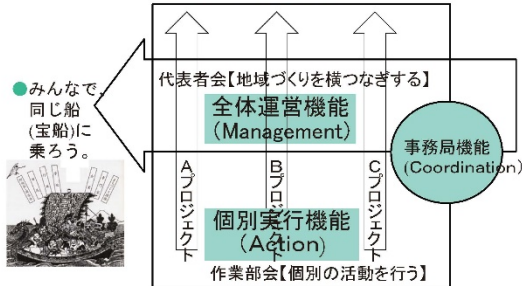 ●みんなで、
同じ船
(宝船)に
乗ろう。
代表者会【地域づくりを横つなぎする】
全体運営機能
(Management)
事務局機能
(Coordination)
Aプロジェクト
Bプロジェクト
Cプロジェクト
個別実行機能
(Action)
作業部会【個別の活動を行う】